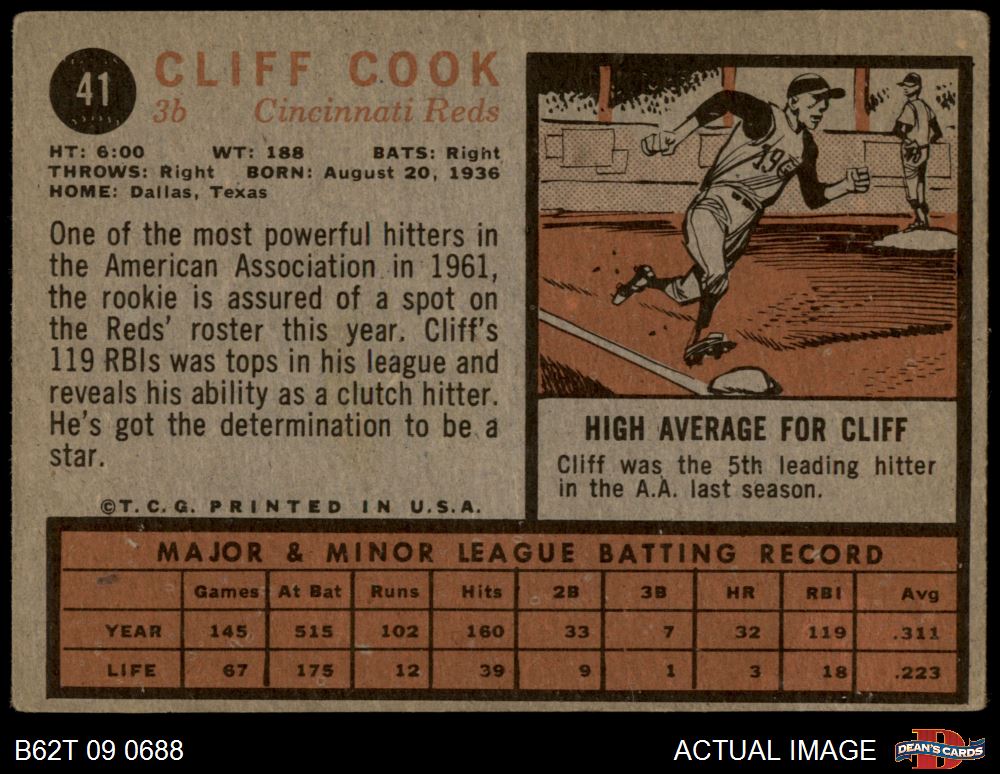 41
CLIFF COOK
3b Cincinnati Reds
HT: 6:00 WT: 188 BATS: Right
THROWS: Right BORN: August 20, 1936
HOME: Dallas, Texas
One of the most powerful hitters in
the American Association in 1961,
the rookie is assured of a spot on
the Reds' roster this year. Cliff's
119 RBIs was tops in his league and
reveals his ability as a clutch hitter.
He's got the determination to be a
star.
©T.C.G. PRINTED IN U.S.A.
196
HIGH AVERAGE FOR CLIFF
Cliff was the 5th leading hitter
in the A.A. last season.
MAJOR & MINOR LEAGUE BATTING RECORD
Games At Bat Runs Hits 2B 3B HR RBI Avg
YEAR 145 515 102 160 33 7 32 119 .311
LIFE 67 175 12 39 9 1 3 18 .223
B62T 09 0688
ACTUAL IMAGE
D
DEAN'S CARDS